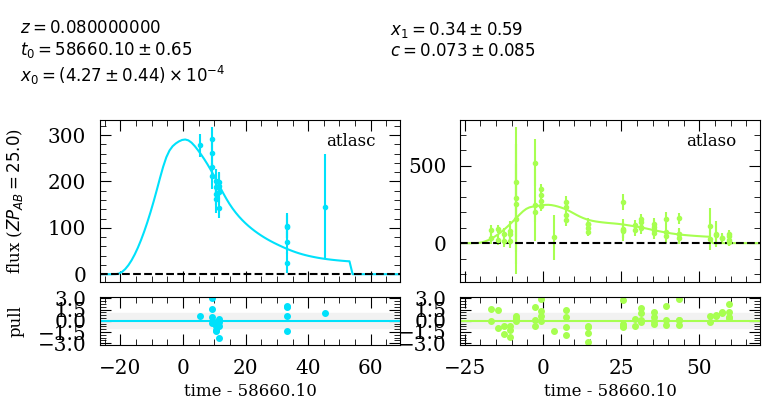 z = 0.080000000
t₀ = 58660.10 ± 0.65
x₀ = (4.27 ± 0.44) × 10⁻⁴
x₁ = 0.34 ± 0.59
c = 0.073 ± 0.085
atlasc
atlaso
flux (ZP_AB = 25.0)
300
200
100
0
500
0
pull
3.0
1.5
0.0
−1.5
−3.0
3.0
1.5
0.0
−1.5
−3.0
−20 0 20 40 60
−25 0 25 50
time - 58660.10
time - 58660.10